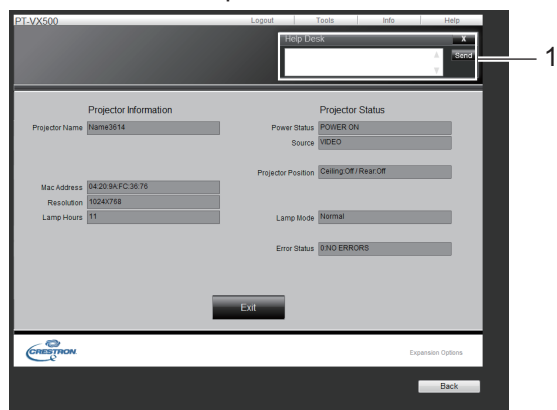 PT-VX500 Logout Tools Info Help
Help Desk X
Send
1
Projector Information
Projector Name Name3614
Mac Address 04:20:9A:FC:36:76
Resolution 1024X768
Lamp Hours 11
Projector Status
Power Status POWER ON
Source VIDEO
Projector Position Ceiling:Off / Rear:Off
Lamp Mode Normal
Error Status 0:NO ERRORS
Exit
CRESTRON
Expansion Options
Back